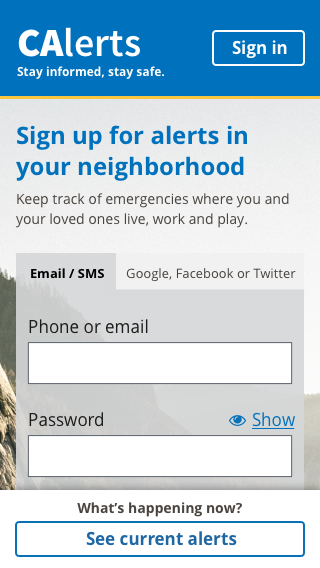 CAlerts
Sign in
Stay informed, stay safe.
Sign up for alerts in
your neighborhood
Keep track of emergencies where you and
your loved ones live, work and play.
Email / SMS
Google, Facebook or Twitter
Phone or email
Password
Show
What’s happening now?
See current alerts